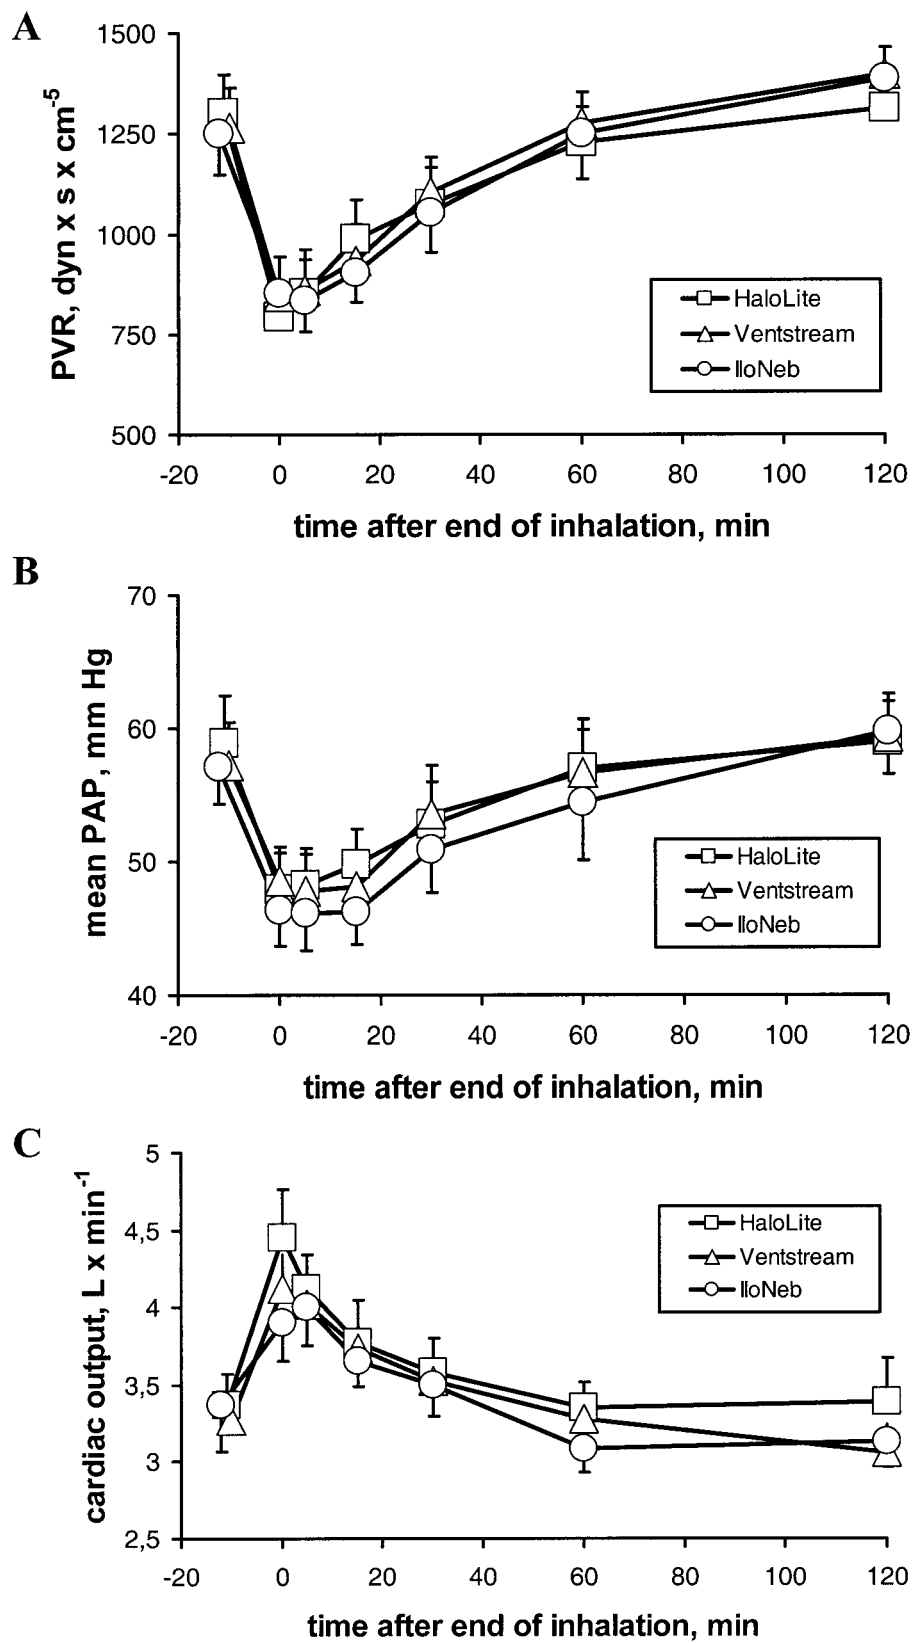 A
1500
1250
1000
750
500
PVR, dyn x s x cm-5
HaloLite
Ventstream
IloNeb
-20 0 20 40 60 80 100 120
time after end of inhalation, min
B
70
60
50
40
mean PAP, mm Hg
HaloLite
Ventstream
IloNeb
-20 0 20 40 60 80 100 120
time after end of inhalation, min
C
5
4,5
4
3,5
3
2,5
cardiac output, L x min-1
HaloLite
Ventstream
IloNeb
-20 0 20 40 60 80 100 120
time after end of inhalation, min